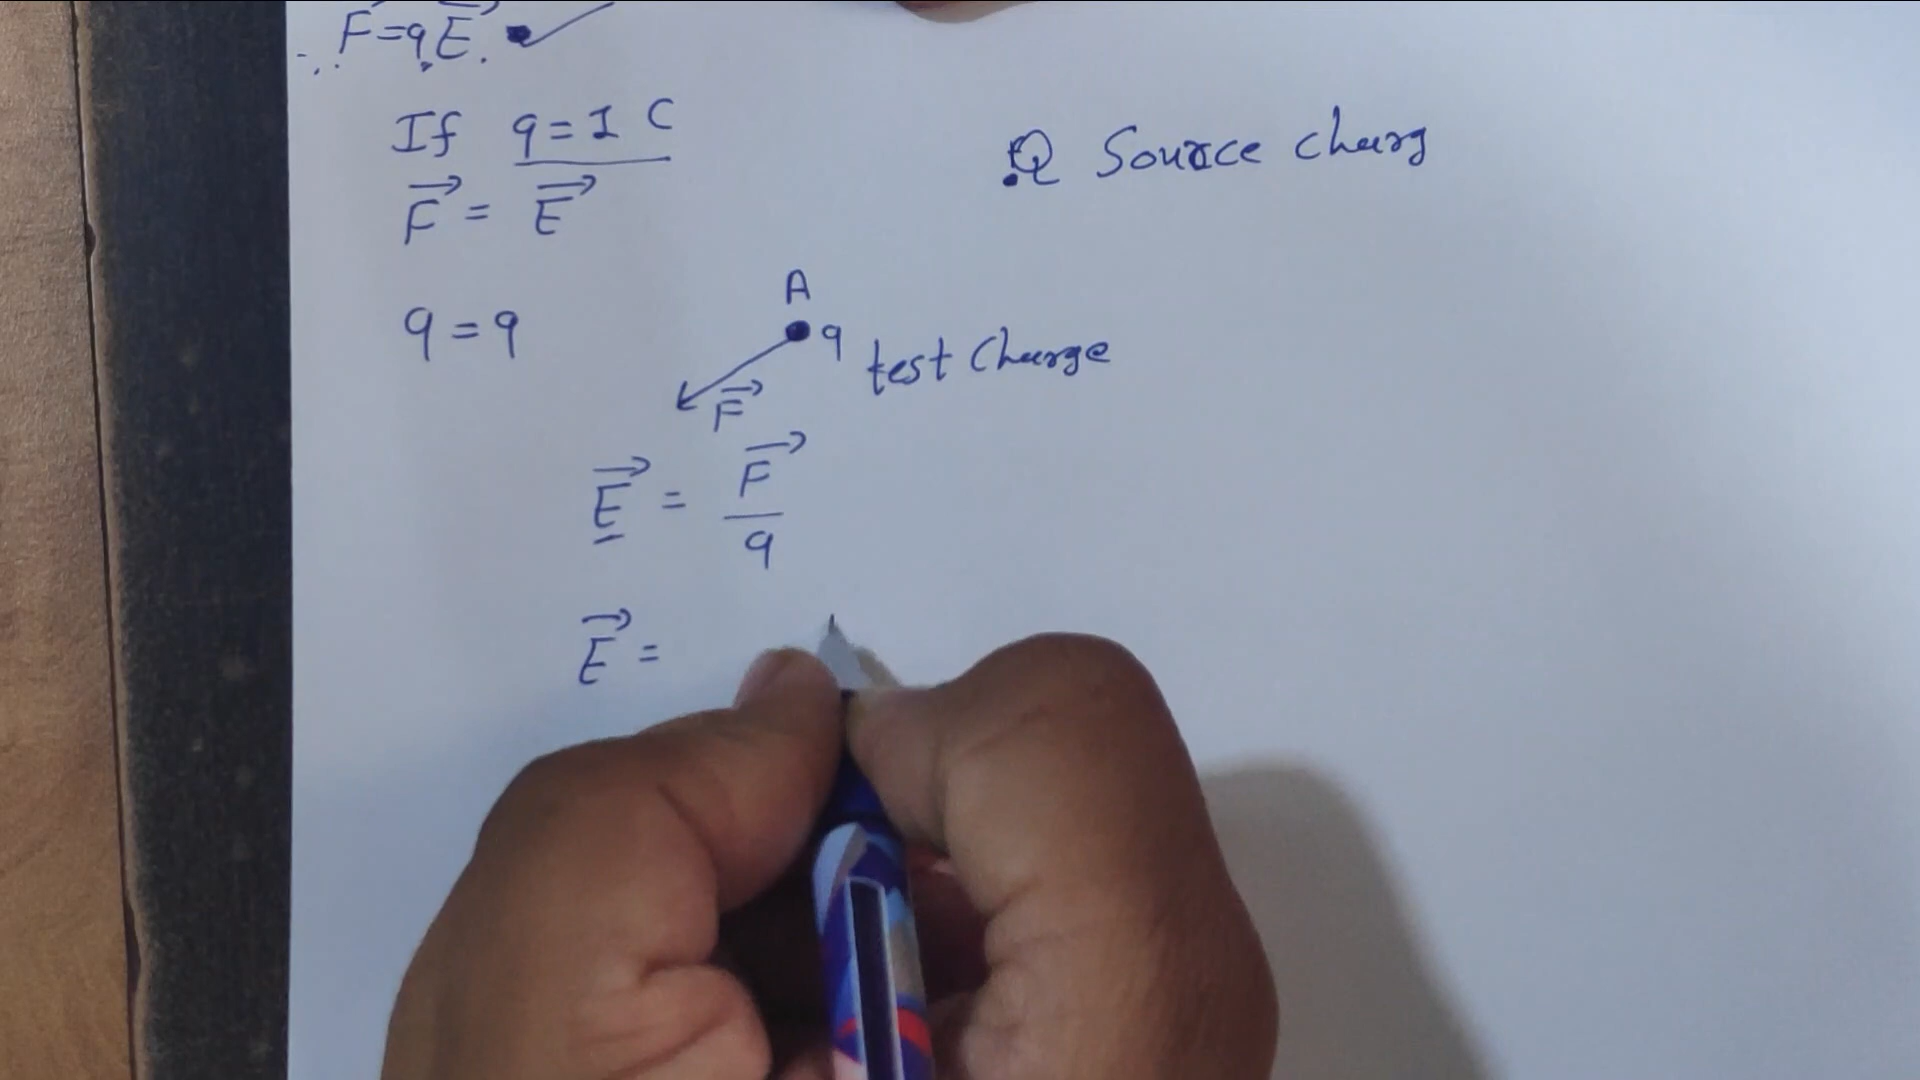 ∴ F⃗ = qE⃗.
If q = 1 C
F⃗ = E⃗
Q Source charg
q = q
A
q test Charge
F⃗
E⃗ = F⃗/q
E⃗ =